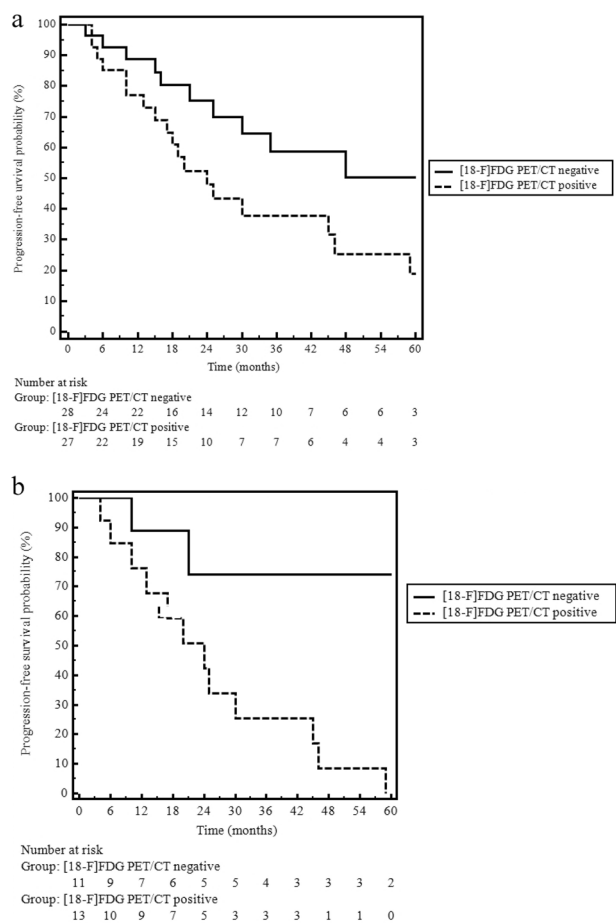 a
100
90
80
70
60
50
40
30
20
10
0
Progression-free urvival probability (%)
0 6 12 18 24 30 36 42 48 54 60
Time (months)
[18-F]FDG PET/CT negative
[18-F]FDG PET/CT positive
Number at risk
Group: [18-F]FDG PET/CT negative
28 24 22 16 14 12 10 7 6 6 3
Group: [18-F]FDG PET/CT positive
27 22 19 15 10 7 7 6 4 4 3
b
100
90
80
70
60
50
40
30
20
10
0
Progression-free survival probability (%)
0 6 12 18 24 30 36 42 48 54 60
Time (months)
[18-F]FDG PET/CT negative
[18-F]FDG PET/CT positive
Number at risk
Group: [18-F]FDG PET/CT negative
11 9 7 6 5 5 4 3 3 3 2
Group: [18-F]FDG PET/CT positive
13 10 9 7 5 3 3 3 1 1 0